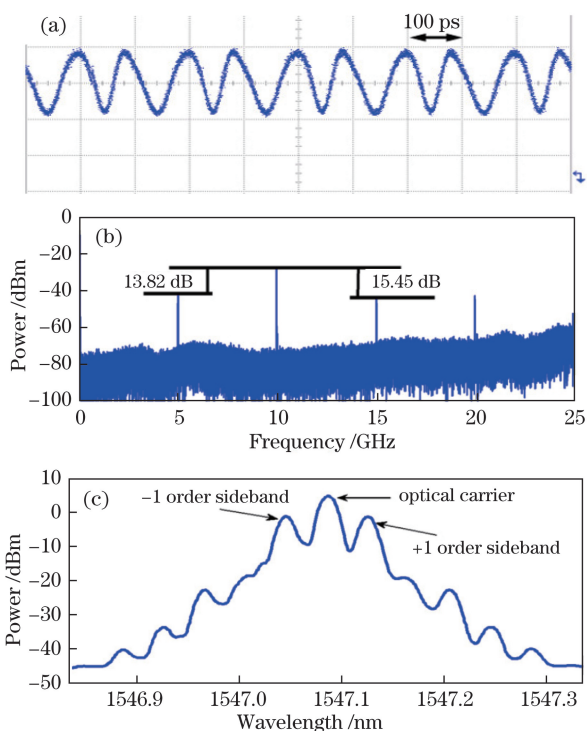 (a)
100 ps
(b)
0
−20
−40
−60
−80
−100
Power /dBm
13.82 dB
15.45 dB
0
5
10
15
20
25
Frequency /GHz
(c)
10
0
−10
−20
−30
−40
−50
Power /dBm
−1 order sideband
optical carrier
+1 order sideband
1546.9
1547.0
1547.1
1547.2
1547.3
Wavelength /nm